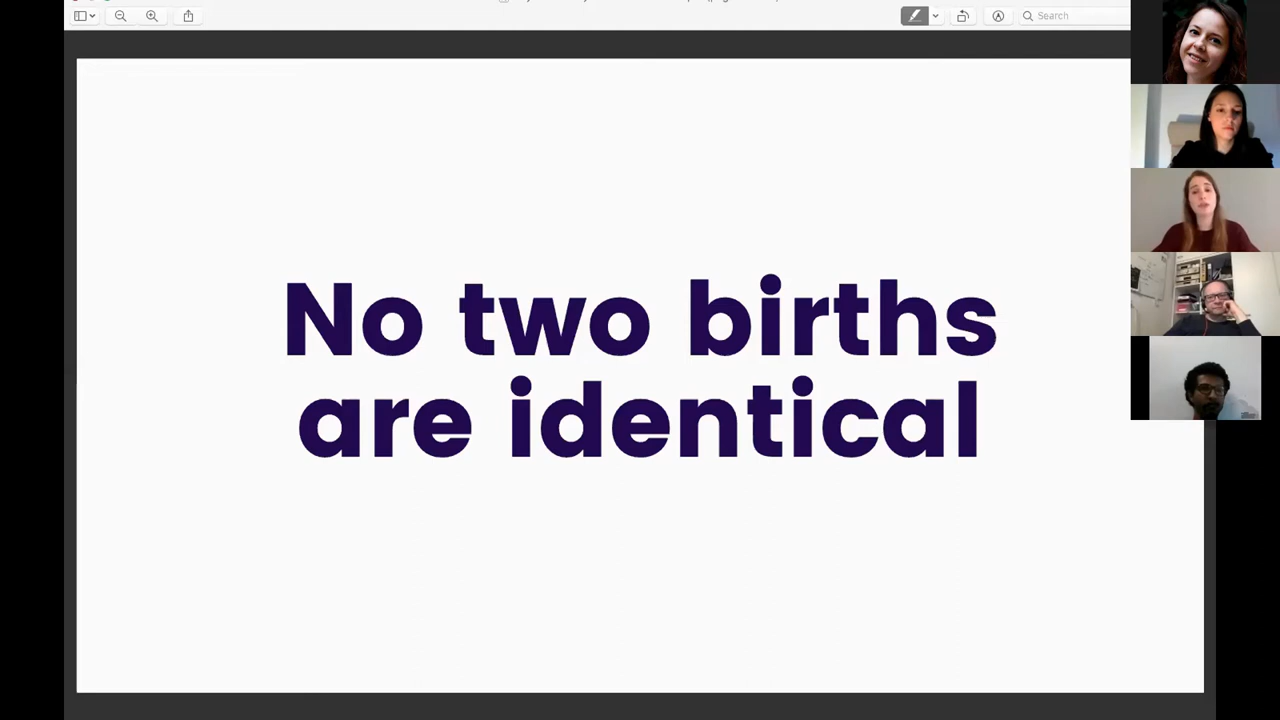 Search
No two births
are identical